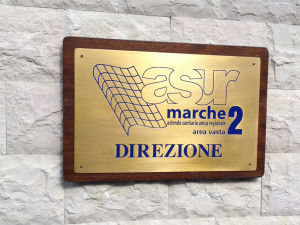 asur
marche 2
azienda sanitaria unica regionale
area vasta
DIREZIONE